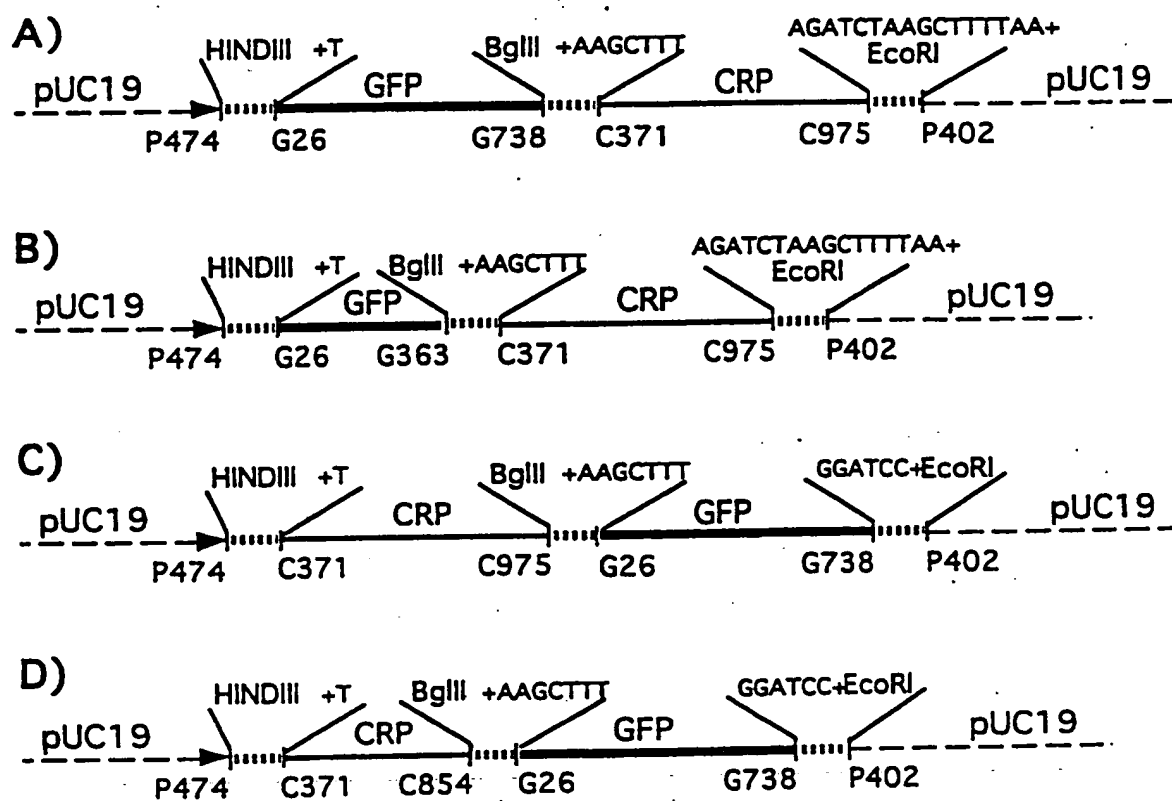 A)
HINDIII +T BglII +AAGCTTT AGATCTAAGCTTTTAA+
EcoRI
pUC19 GFP CRP pUC19
P474 G26 G738 C371 C975 P402
B)
HINDIII +T BglII +AAGCTTT AGATCTAAGCTTTTAA+
EcoRI
pUC19 GFP CRP pUC19
P474 G26 G363 C371 C975 P402
C)
HINDIII +T BglII +AAGCTTT GGATCC+EcoRI
pUC19 CRP GFP pUC19
P474 C371 C975 G26 G738 P402
D)
HINDIII +T BglII +AAGCTTT GGATCC+EcoRI
pUC19 CRP GFP pUC19
P474 C371 C854 G26 G738 P402